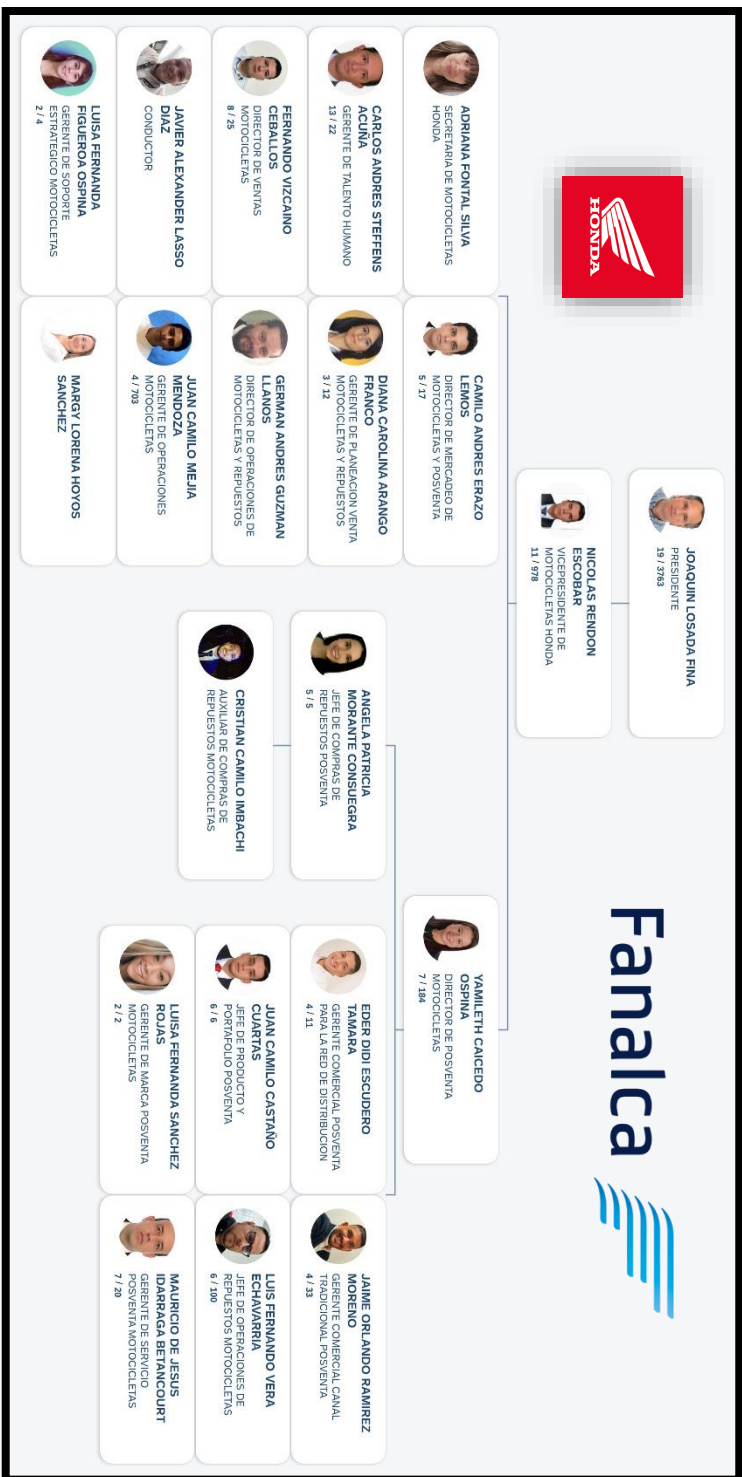 HONDA
Fanalca
JOAQUIN LOSADA FINA
PRESIDENTE
19 / 3763
NICOLAS RENDON
ESCOBAR
VICEPRESIDENTE DE
MOTOCICLETAS HONDA
11 / 978
ADRIANA FONTAL SILVA
SECRETARIA DE MOTOCICLETAS
HONDA
CAMILO ANDRES ERAZO
LEMOS
DIRECTOR DE MERCADEO DE
MOTOCICLETAS Y POSVENTA
5 / 17
YAMILETH CAICEDO
OSPINA
DIRECTOR DE POSVENTA
MOTOCICLETAS
7 / 184
CARLOS ANDRES STEFFENS
ACUÑA
GERENTE DE TALENTO HUMANO
13 / 22
DIANA CAROLINA ARANGO
FRANCO
GERENTE DE PLANEACION VENTA
MOTOCICLETAS Y REPUESTOS
3 / 12
ANGELA PATRICIA
MORANTE CONSUEGRA
JEFE DE COMPRAS DE
REPUESTOS POSVENTA
5 / 5
EDER DIDI ESCUDERO
TAMARA
GERENTE COMERCIAL POSVENTA
PARA LA RED DE DISTRIBUCION
4 / 11
JAIME ORLANDO RAMIREZ
MORENO
GERENTE COMERCIAL CANAL
TRADICIONAL POSVENTA
4 / 33
FERNANDO VIZCAINO
CEBALLOS
DIRECTOR DE VENTAS
MOTOCICLETAS
8 / 25
GERMAN ANDRES GUZMAN
LLANOS
DIRECTOR DE OPERACIONES DE
MOTOCICLETAS Y REPUESTOS
CRISTIAN CAMILO IMBACHI
AUXILIAR DE COMPRAS DE
REPUESTOS MOTOCICLETAS
JUAN CAMILO CASTAÑO
CUARTAS
JEFE DE PRODUCTO Y
PORTAFOLIO POSVENTA
6 / 6
LUIS FERNANDO VERA
ECHAVARRIA
JEFE DE OPERACIONES DE
REPUESTOS MOTOCICLETAS
6 / 100
JAVIER ALEXANDER LASSO
DIAZ
CONDUCTOR
JUAN CAMILO MEJIA
MENDOZA
GERENTE DE OPERACIONES
MOTOCICLETAS
4 / 703
LUISA FERNANDA SANCHEZ
ROJAS
GERENTE DE MARCA POSVENTA
MOTOCICLETAS
2 / 2
MAURICIO DE JESUS
IDARRAGA BETANCOURT
GERENTE DE SERVICIO
POSVENTA MOTOCICLETAS
7 / 20
LUISA FERNANDA
FIGUEROA OSPINA
GERENTE DE SOPORTE
ESTRATEGICO MOTOCICLETAS
2 / 4
MARGY LORENA HOYOS
SANCHEZ